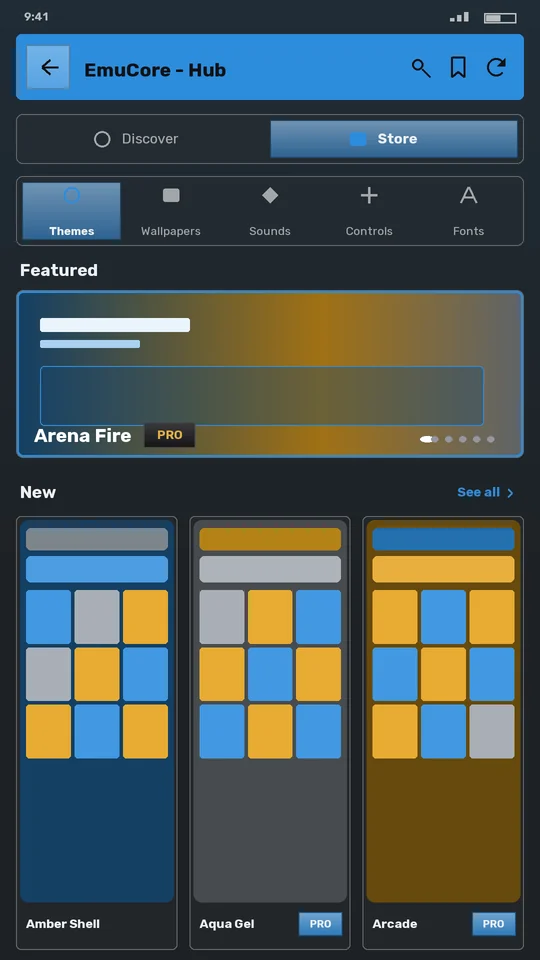 9:41
EmuCore - Hub
Discover
Store
Themes
Wallpapers
Sounds
Controls
Fonts
Featured
Arena Fire
PRO
New
See all
Amber Shell
Aqua Gel
PRO
Arcade
PRO